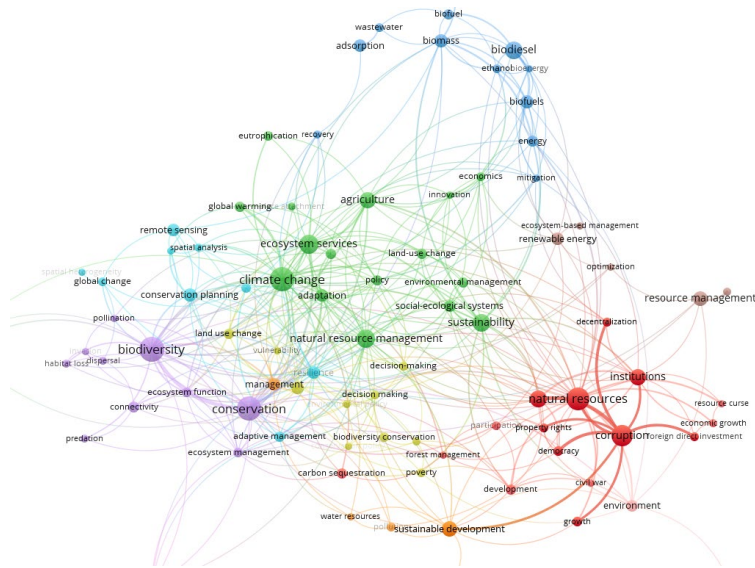 biofuel
wastewater
biomass
adsorption
biodiesel
ethanol
bioenergy
biofuels
eutrophication
recovery
energy
economics
mitigation
innovation
agriculture
global warming
ecosystem-based management
remote sensing
renewable energy
ecosystem services
spatial analysis
land-use change
optimization
global change
climate change
policy
environmental management
conservation planning
adaptation
resource management
social-ecological systems
pollination
sustainability
decentralization
land use change
natural resource management
biodiversity
vulnerability
habitat loss
dispersal
resilience
decision making
institutions
management
ecosystem function
decision making
natural resources
resource curse
connectivity
conservation
economic growth
property rights
predation
adaptive management
biodiversity conservation
corruption
foreign direct investment
ecosystem management
forest management
democracy
carbon sequestration
poverty
civil war
development
environment
water resources
growth
sustainable development